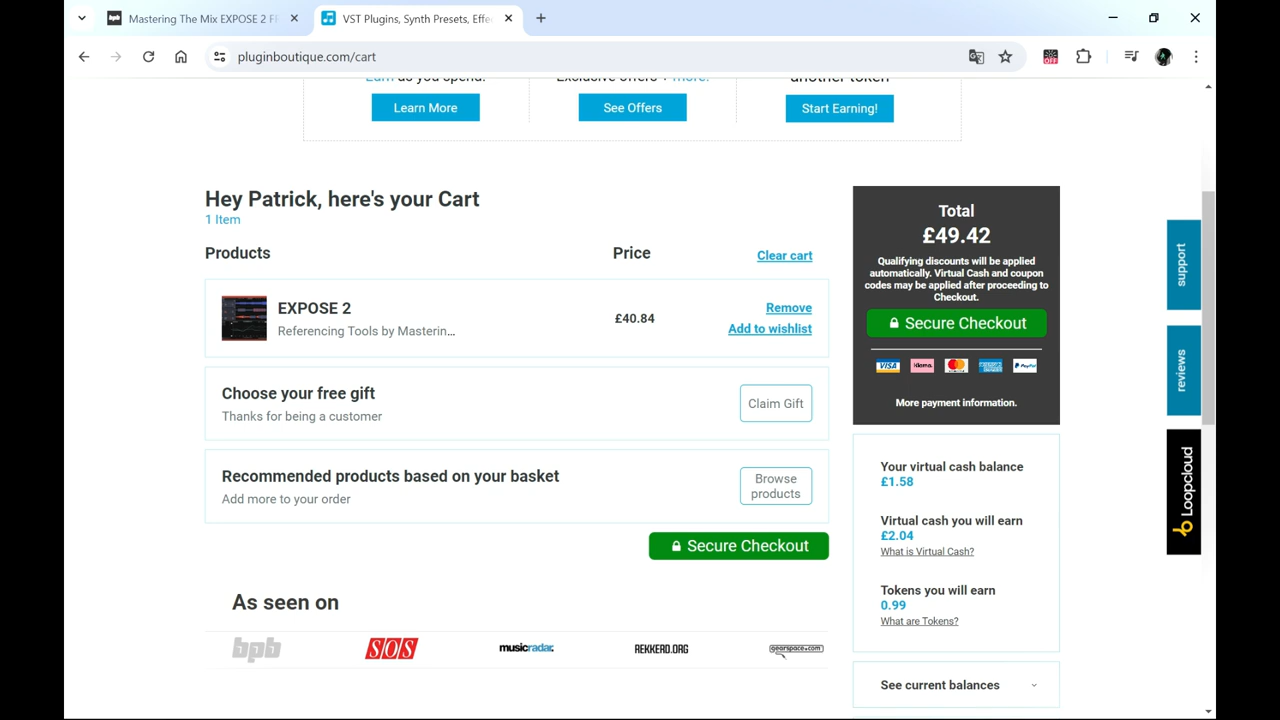 Mastering The Mix EXPOSE 2 F
VST Plugins, Synth Presets, Effe
pluginboutique.com/cart
OFF
Earn as you spend.
Exclusive Offers + more!
another token
Learn More
See Offers
Start Earning!
Hey Patrick, here's your Cart
1 Item
Products
Price
Clear cart
EXPOSE 2
Referencing Tools by Masterin...
£40.84
Remove
Add to wishlist
Choose your free gift
Thanks for being a customer
Claim Gift
Recommended products based on your basket
Add more to your order
Browse
products
Secure Checkout
As seen on
bpb
SOS
musicradar.
REKKERD.ORG
gearspace.com
Total
£49.42
Qualifying discounts will be applied
automatically. Virtual Cash and coupon
codes may be applied after proceeding to
Checkout.
Secure Checkout
VISA
Klarna.
PayPal
More payment information.
Your virtual cash balance
£1.58
Virtual cash you will earn
£2.04
What is Virtual Cash?
Tokens you will earn
0.99
What are Tokens?
See current balances
support
reviews
Loopcloud